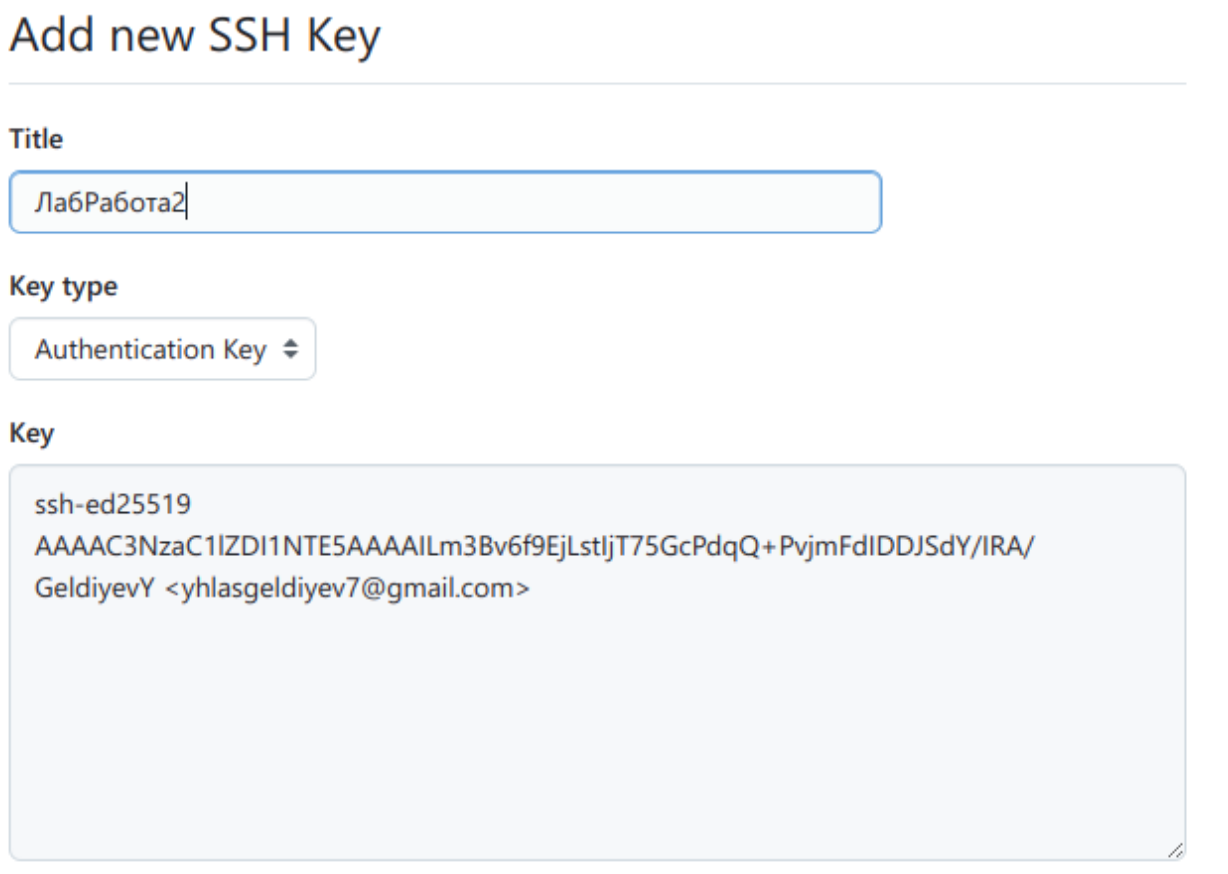 Add new SSH Key
Title
ЛабРабота2
Key type
Authentication Key
Key
ssh-ed25519
AAAAC3NzaC1lZDI1NTE5AAAAILm3Bv6f9EjLstIjT75GcPdqQ+PvjmFdIDDJSdY/IRA/
GeldiyevY <yhlasgeldiyev7@gmail.com>